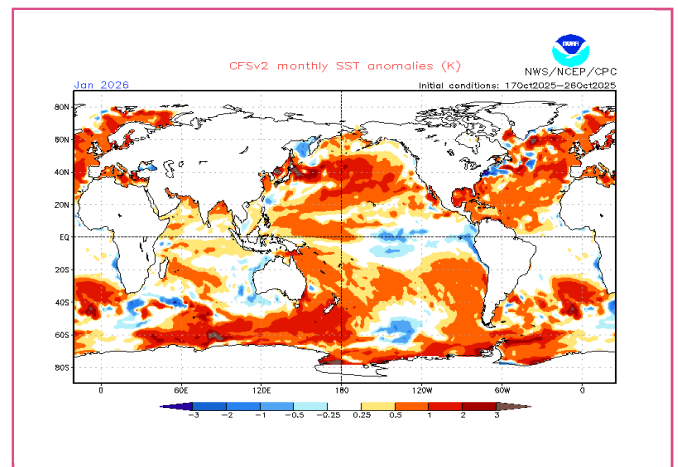 NOAA
CFSv2 monthly SST anomalies (K)
NWS/NCEP/CPC
Jan 2026
Initial conditions: 17Oct2025–26Oct2025
80N
60N
40N
20N
EQ
20S
40S
60S
80S
0 60E 120E 180 120W 60W 0
-3 -2 -1 -0.5 -0.25 0.25 0.5 1 2 3